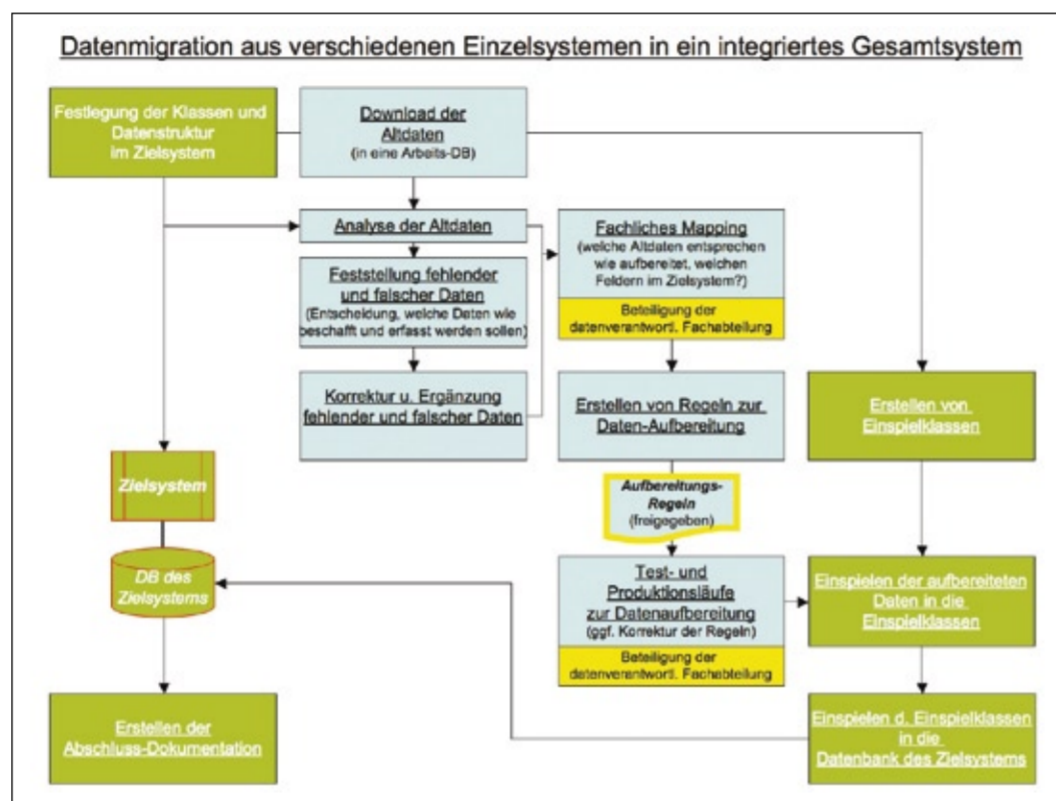 Datenmigration aus verschiedenen Einzelsystemen in ein integriertes Gesamtsystem
Festlegung der Klassen und
Datenstruktur
im Zielsystem
Download der
Altdaten
(in eine Arbeits-DB)
Analyse der Altdaten
Feststellung fehlender
und falscher Daten
(Entscheidung, welche Daten wie
beschafft und erfasst werden sollen)
Korrektur u. Ergänzung
fehlender und falscher Daten
Fachliches Mapping
(welche Altdaten entsprechen
wie aufbereitet, welchen
Feldern im Zielsystem?)
Beteiligung der
datenverantwortl. Fachabteilung
Erstellen von Regeln zur
Daten-Aufbereitung
Aufbereitungs-
Regeln
(freigegeben)
Test- und
Produktionsläufe
zur Datenaufbereitung
(ggf. Korrektur der Regeln)
Beteiligung der
datenverantwortl. Fachabteilung
Erstellen von
Einspielklassen
Einspielen der aufbereiteten
Daten in die
Einspielklassen
Einspielen d. Einspielklassen
in die
Datenbank des Zielsystems
Zielsystem
DB des
Zielsystems
Erstellen der
Abschluss-Dokumentation